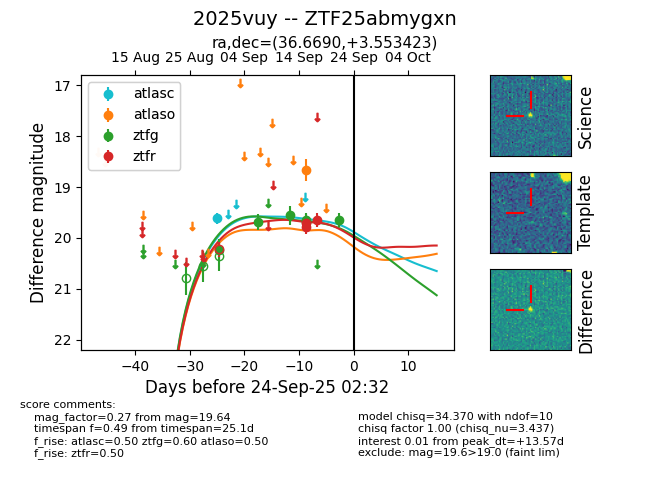 2025vuy -- ZTF25abmygxn
ra,dec=(36.6690,+3.553423)
15 Aug 25 Aug 04 Sep 14 Sep 24 Sep 04 Oct
17
18
19
20
21
22
Difference magnitude
atlasc
atlaso
ztfg
ztfr
−40 −30 −20 −10 0 10
Days before 24-Sep-25 02:32
Science
Template
Difference
score comments:
mag_factor=0.27 from mag=19.64
timespan f=0.49 from timespan=25.1d
f_rise: atlasc=0.50 ztfg=0.60 atlaso=0.50
f_rise: ztfr=0.50
model chisq=34.370 with ndof=10
chisq factor 1.00 (chisq_nu=3.437)
interest 0.01 from peak_dt=+13.57d
exclude: mag=19.6>19.0 (faint lim)